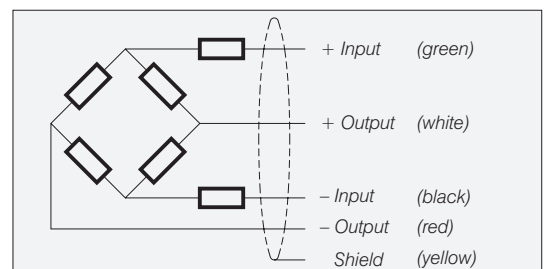 + Input (green)
+ Output (white)
– Input (black)
– Output (red)
Shield (yellow)